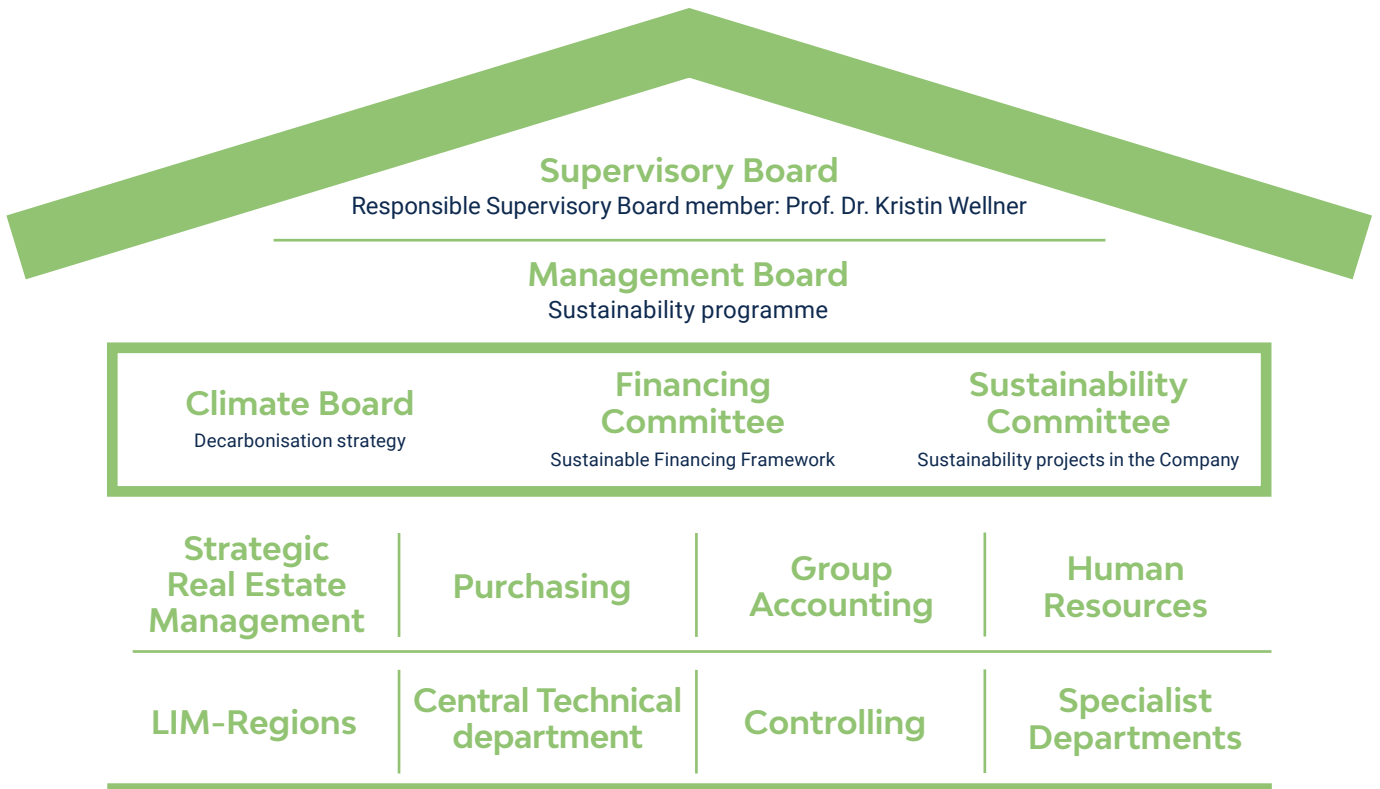 Supervisory Board
Responsible Supervisory Board member: Prof. Dr. Kristin Wellner
Management Board
Sustainability programme
Climate Board
Decarbonisation strategy
Financing
Committee
Sustainable Financing Framework
Sustainability
Committee
Sustainability projects in the Company
Strategic
Real Estate
Management
Purchasing
Group
Accounting
Human
Resources
LIM-Regions
Central Technical
department
Controlling
Specialist
Departments